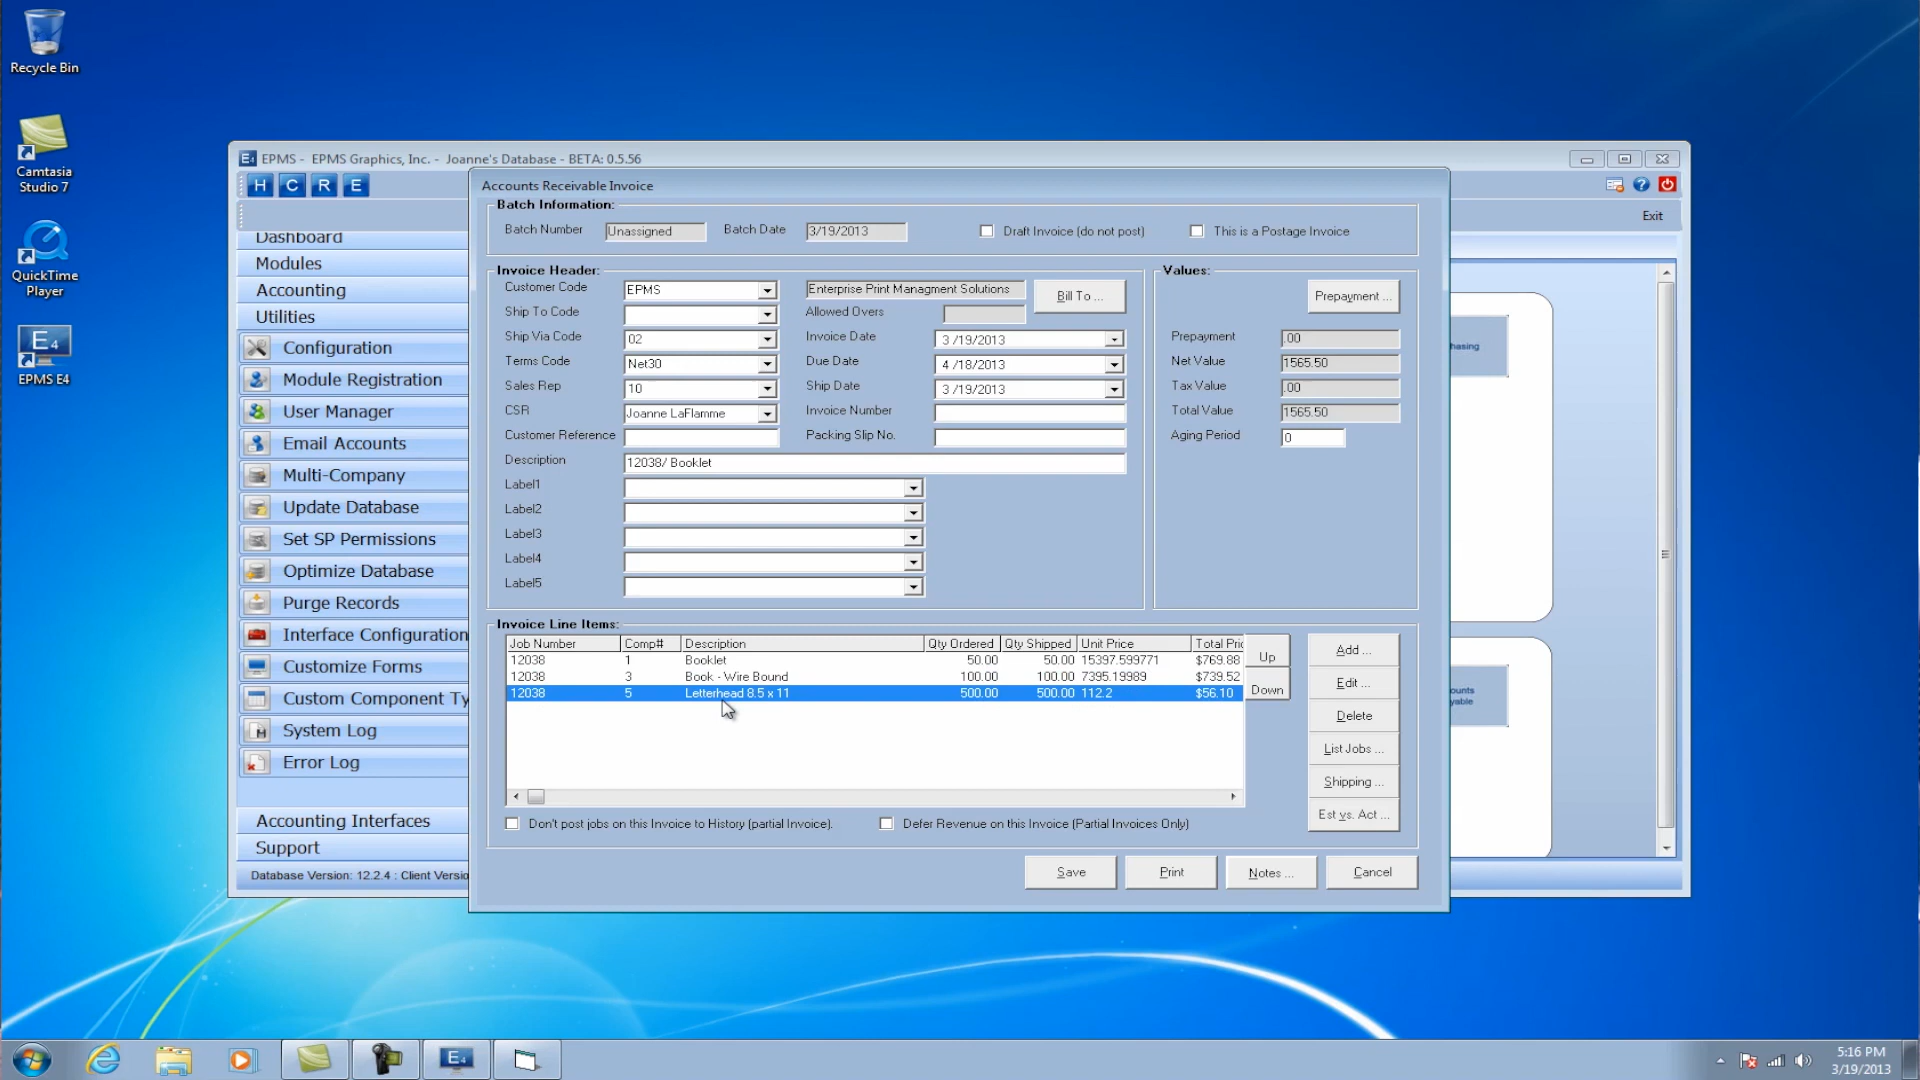 Recycle Bin
Camtasia
Studio 7
QuickTime
Player
E4
EPMS E4
EPMS - EPMS Graphics, Inc. - Joanne's Database - BETA: 0.5.56
H C R E
Exit
Dashboard
Modules
Accounting
Utilities
Configuration
Module Registration
User Manager
Email Accounts
Multi-Company
Update Database
Set SP Permissions
Optimize Database
Purge Records
Interface Configuration
Customize Forms
Custom Component Ty
System Log
Error Log
Accounting Interfaces
Support
Database Version: 12.2.4 : Client Versio
Accounts Receivable Invoice
Batch Information:
Batch Number Unassigned Batch Date 3/19/2013 Draft Invoice (do not post) This is a Postage Invoice
Invoice Header:
Customer Code EPMS Enterprise Print Managment Solutions Bill To ...
Ship To Code Allowed Overs
Ship Via Code 02 Invoice Date 3 /19/2013
Terms Code Net30 Due Date 4 /18/2013
Sales Rep 10 Ship Date 3 /19/2013
CSR Joanne LaFlamme Invoice Number
Customer Reference Packing Slip No.
Description 12038/ Booklet
Label1
Label2
Label3
Label4
Label5
Values:
Prepayment ...
Prepayment .00
Net Value 1565.50
Tax Value .00
Total Value 1565.50
Aging Period 0
Invoice Line Items:
Job Number Comp# Description Qty Ordered Qty Shipped Unit Price Total Pric
12038 1 Booklet 50.00 50.00 15397.599771 $769.88
12038 3 Book - Wire Bound 100.00 100.00 7395.19989 $739.52
12038 5 Letterhead 8.5 x 11 500.00 500.00 112.2 $56.10
Up
Down
Add ...
Edit ...
Delete
List Jobs ...
Shipping ...
Est vs. Act ...
Don't post jobs on this Invoice to History (partial Invoice). Defer Revenue on this Invoice (Partial Invoices Only)
Save Print Notes ... Cancel
hasing
ounts
yable
E4
5:16 PM
3/19/2013